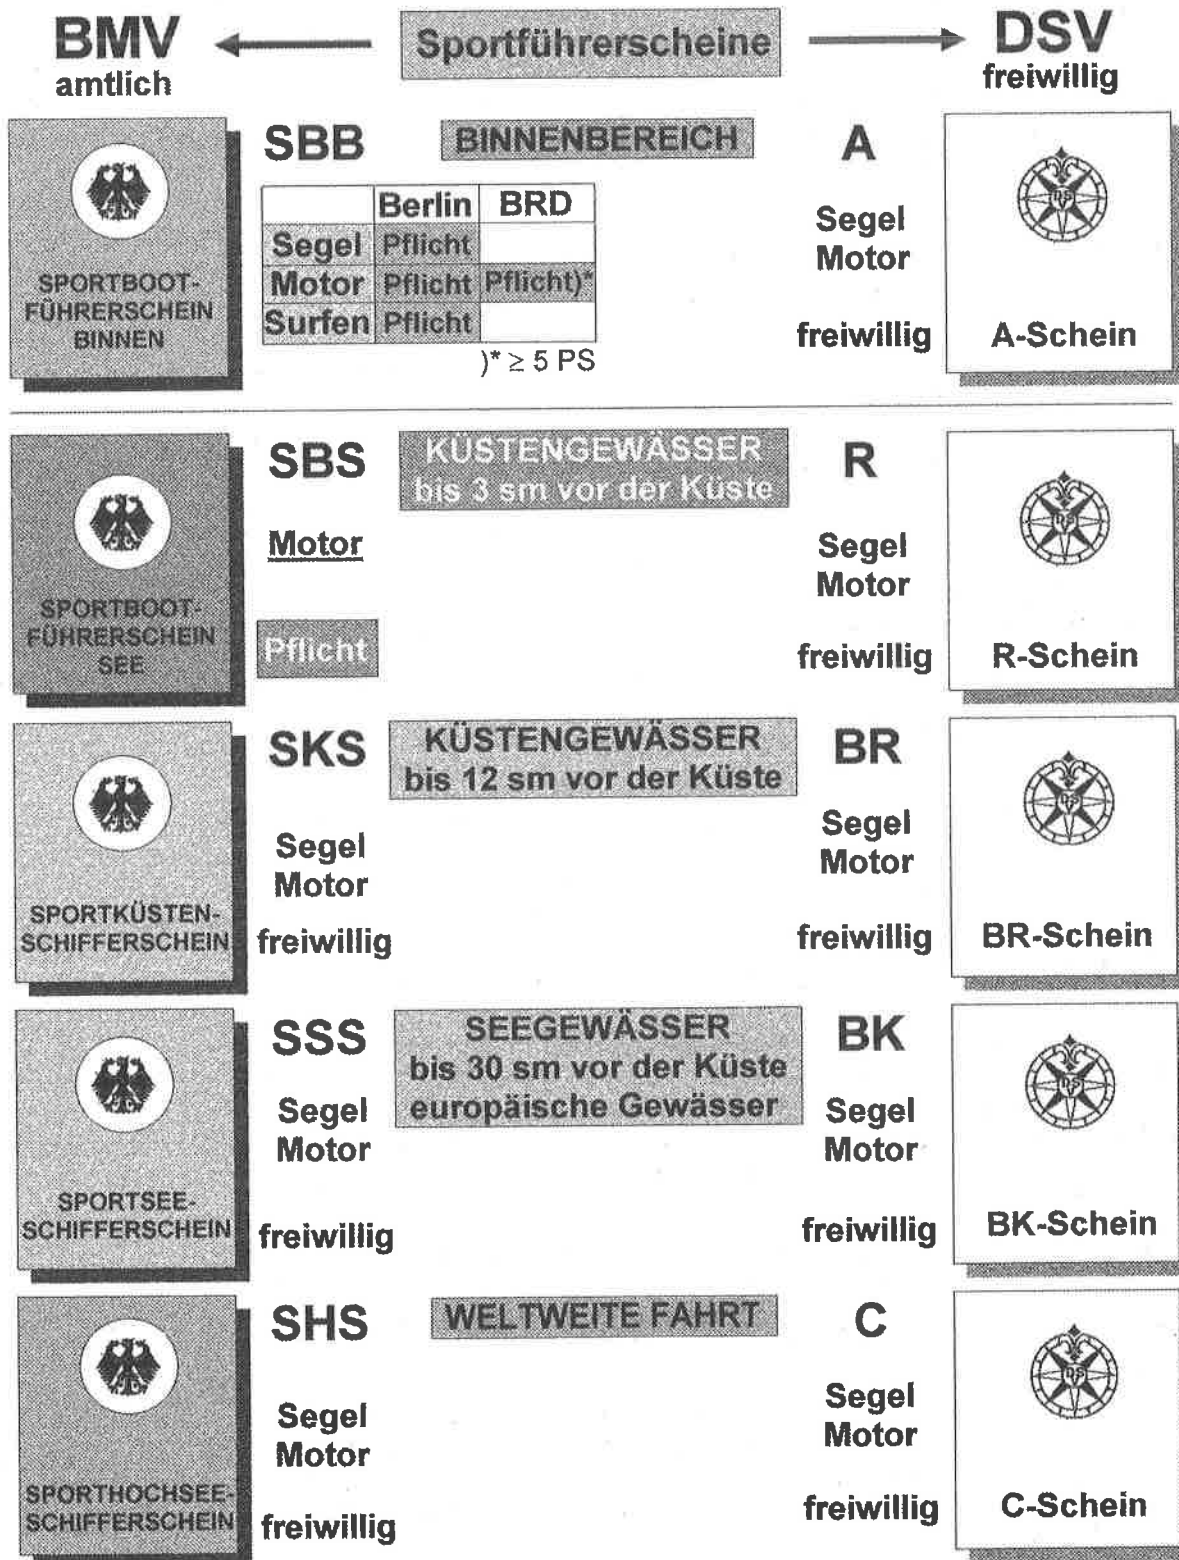 BMV
amtlich
Sportführerscheine
DSV
freiwillig
SPORTBOOT-
FÜHRERSCHEIN
BINNEN
SBB
BINNENBEREICH
Berlin BRD
Segel Pflicht
Motor Pflicht Pflicht)*
Surfen Pflicht
)* ≥ 5 PS
A
Segel
Motor
freiwillig
A-Schein
SPORTBOOT-
FÜHRERSCHEIN
SEE
SBS
Motor
Pflicht
KÜSTENGEWÄSSER
bis 3 sm vor der Küste
R
Segel
Motor
freiwillig
R-Schein
SPORTKÜSTEN-
SCHIFFERSCHEIN
SKS
Segel
Motor
freiwillig
KÜSTENGEWÄSSER
bis 12 sm vor der Küste
BR
Segel
Motor
freiwillig
BR-Schein
SPORTSEE-
SCHIFFERSCHEIN
SSS
Segel
Motor
freiwillig
SEEGEWÄSSER
bis 30 sm vor der Küste
europäische Gewässer
BK
Segel
Motor
freiwillig
BK-Schein
SPORTHOCHSEE-
SCHIFFERSCHEIN
SHS
Segel
Motor
freiwillig
WELTWEITE FAHRT
C
Segel
Motor
freiwillig
C-Schein